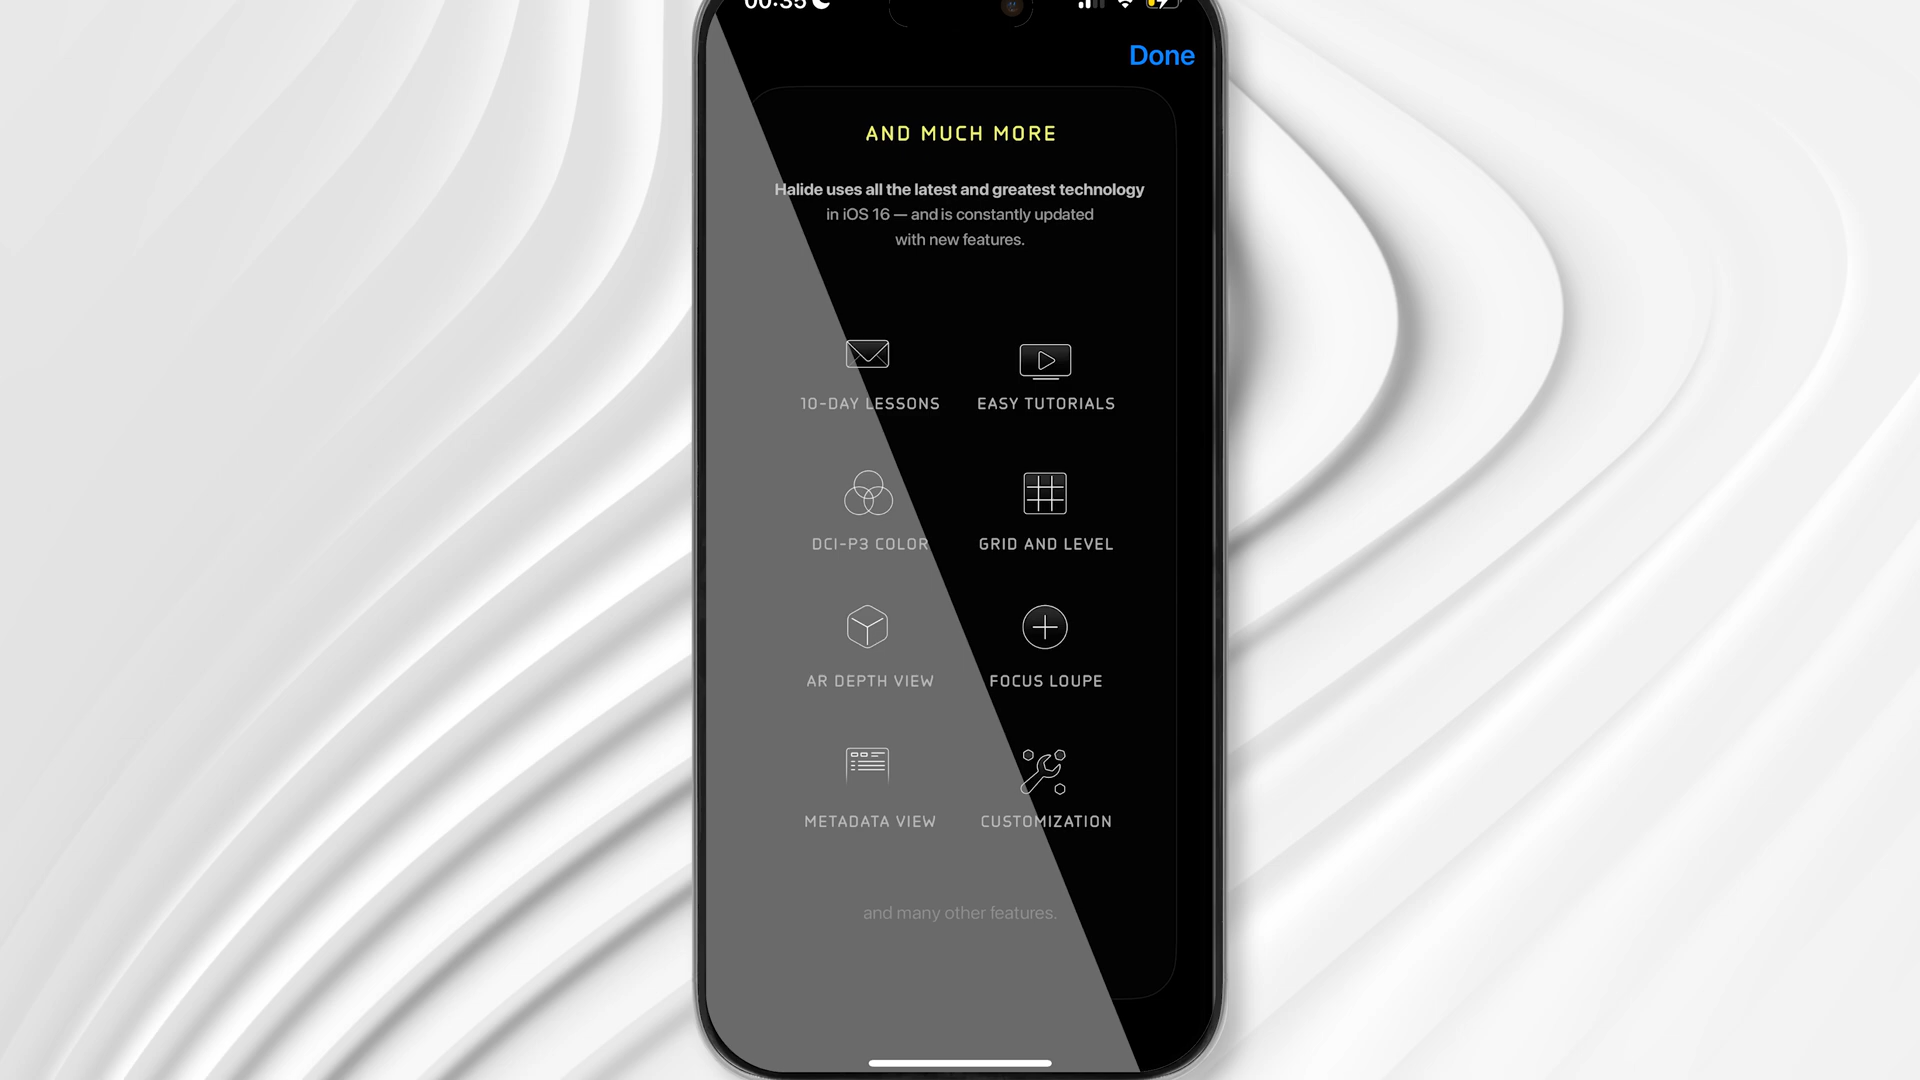 00:35
Done
AND MUCH MORE
Halide uses all the latest and greatest technology
in iOS 16 — and is constantly updated
with new features.
10-DAY LESSONS
EASY TUTORIALS
DCI-P3 COLOR
GRID AND LEVEL
AR DEPTH VIEW
FOCUS LOUPE
METADATA VIEW
CUSTOMIZATION
and many other features.